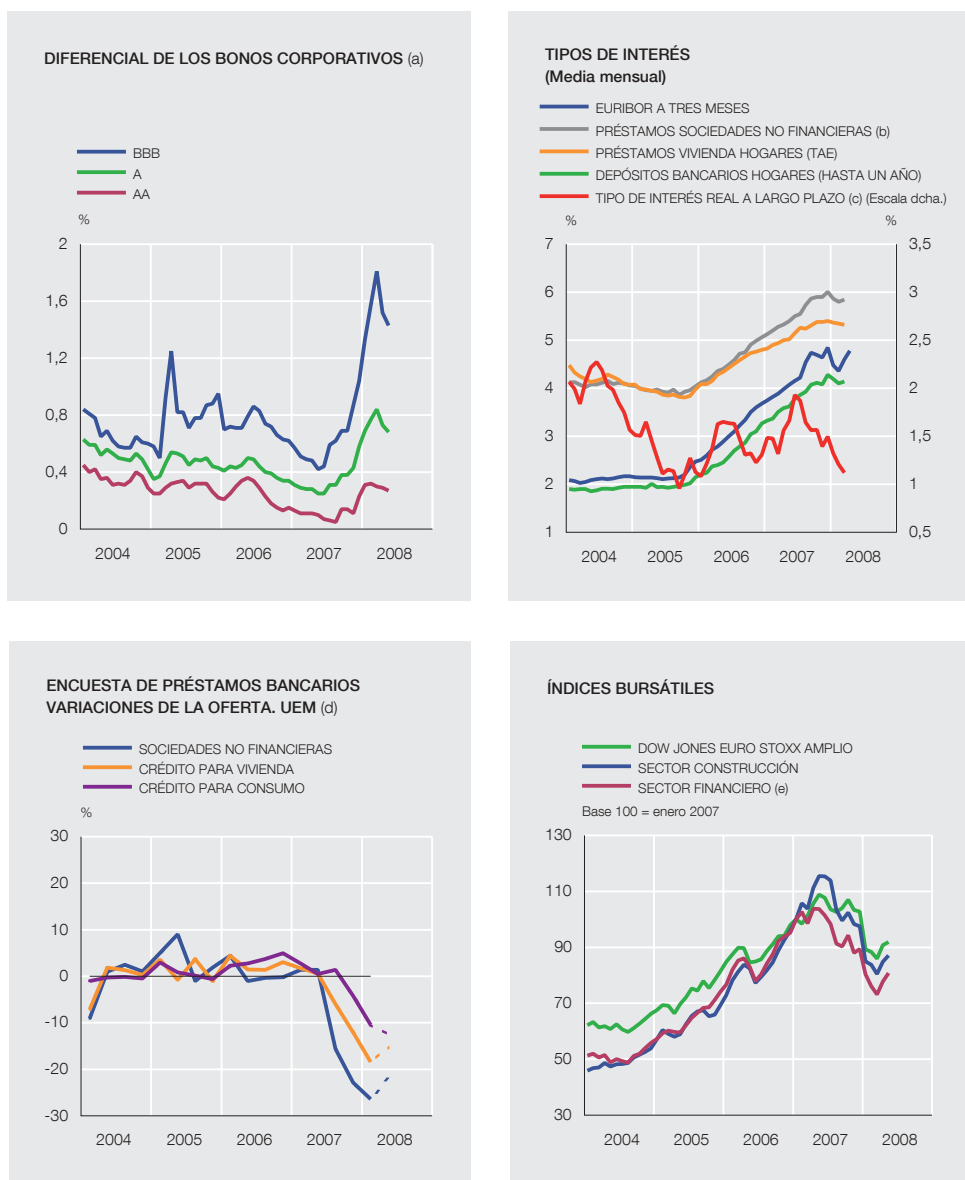 DIFERENCIAL DE LOS BONOS CORPORATIVOS (a)
BBB
A
AA
%
2
1,6
1,2
0,8
0,4
0
2004 2005 2006 2007 2008
TIPOS DE INTERÉS
(Media mensual)
EURIBOR A TRES MESES
PRÉSTAMOS SOCIEDADES NO FINANCIERAS (b)
PRÉSTAMOS VIVIENDA HOGARES (TAE)
DEPÓSITOS BANCARIOS HOGARES (HASTA UN AÑO)
TIPO DE INTERÉS REAL A LARGO PLAZO (c) (Escala dcha.)
% %
7 3,5
6 3
5 2,5
4 2
3 1,5
2 1
1 0,5
2004 2005 2006 2007 2008
ENCUESTA DE PRÉSTAMOS BANCARIOS
VARIACIONES DE LA OFERTA. UEM (d)
SOCIEDADES NO FINANCIERAS
CRÉDITO PARA VIVIENDA
CRÉDITO PARA CONSUMO
%
30
20
10
0
-10
-20
-30
2004 2005 2006 2007 2008
ÍNDICES BURSÁTILES
DOW JONES EURO STOXX AMPLIO
SECTOR CONSTRUCCIÓN
SECTOR FINANCIERO (e)
Base 100 = enero 2007
130
110
90
70
50
30
2004 2005 2006 2007 2008